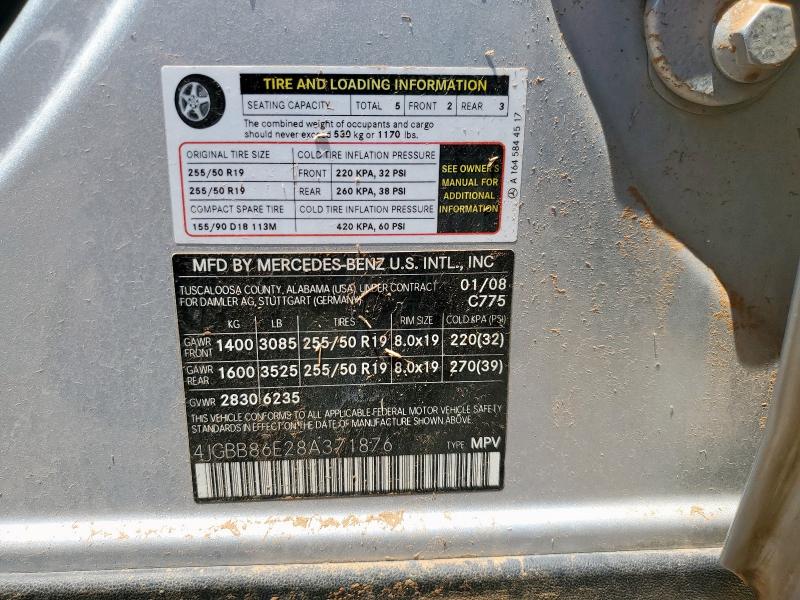 TIRE AND LOADING INFORMATION
SEATING CAPACITY TOTAL 5 FRONT 2 REAR 3
The combined weight of occupants and cargo
should never exceed 530 kg or 1170 lbs.
ORIGINAL TIRE SIZE COLD TIRE INFLATION PRESSURE
255/50 R19 FRONT 220 KPA, 32 PSI
255/50 R19 REAR 260 KPA, 38 PSI
COMPACT SPARE TIRE COLD TIRE INFLATION PRESSURE
155/90 D18 113M 420 KPA, 60 PSI
SEE OWNER'S
MANUAL FOR
ADDITIONAL
INFORMATION
A 164 584 45 17
MFD BY MERCEDES-BENZ U.S. INTL., INC
TUSCALOOSA COUNTY, ALABAMA (USA) UNDER CONTRACT 01/08
FOR DAIMLER AG, STUTTGART (GERMANY) C775
KG LB TIRES RIM SIZE COLD KPA (PSI)
GAWR FRONT 1400 3085 255/50 R19 8.0x19 220(32)
GAWR REAR 1600 3525 255/50 R19 8.0x19 270(39)
GVWR 2830 6235
THIS VEHICLE CONFORMS TO ALL APPLICABLE FEDERAL MOTOR VEHICLE SAFETY
STANDARDS IN EFFECT ON THE DATE OF MANUFACTURE SHOWN ABOVE.
4JGBB86E28A371876 TYPE MPV